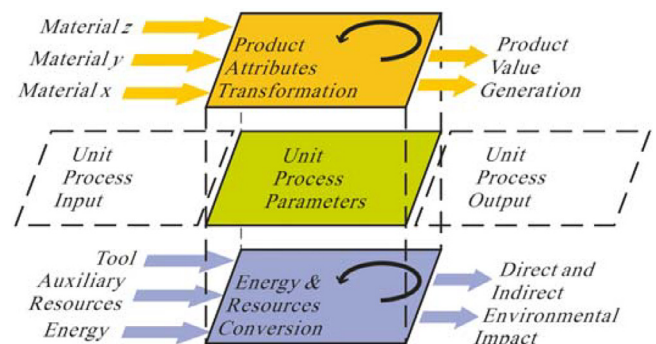 Material z
Material y
Material x
Product
Attributes
Transformation
Product
Value
Generation
Unit
Process
Input
Unit
Process
Parameters
Unit
Process
Output
Tool
Auxiliary
Resources
Energy
Energy &
Resources
Conversion
Direct and
Indirect
Environmental
Impact